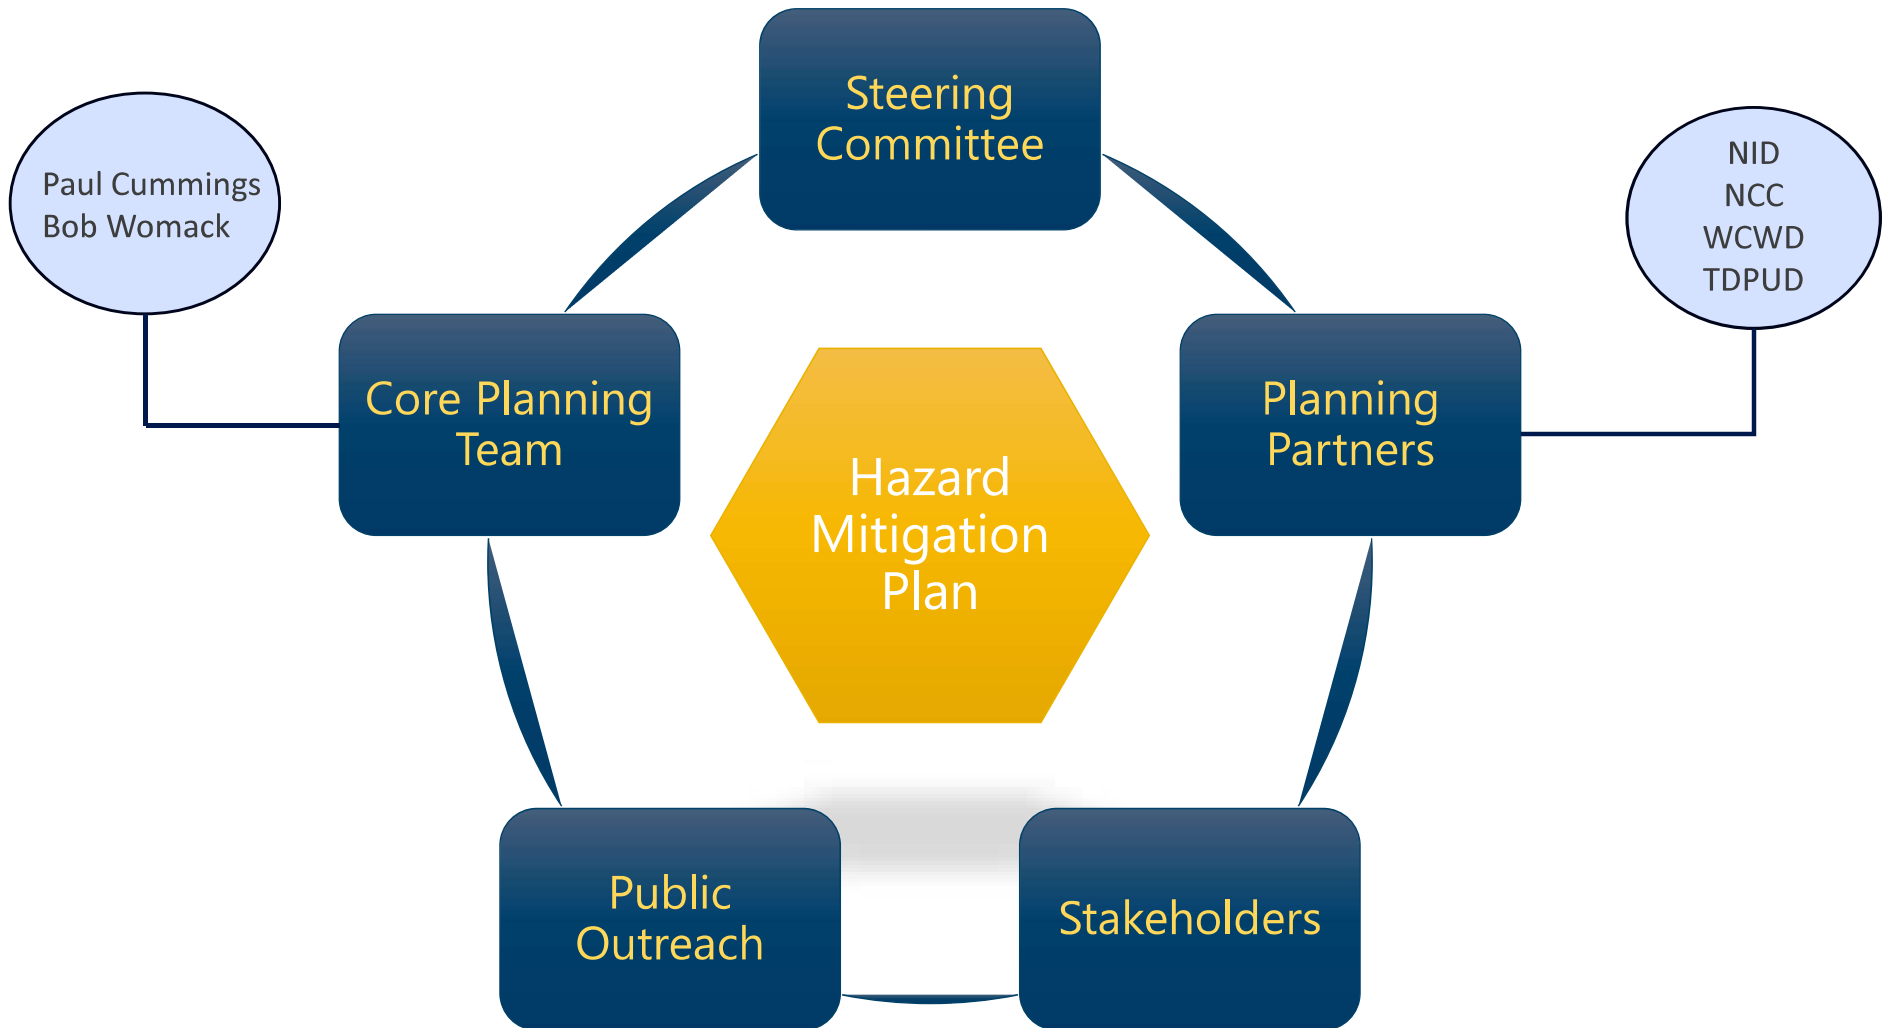 Steering
Committee
Paul Cummings
Bob Womack
NID
NCC
WCWD
TDPUD
Core Planning
Team
Planning
Partners
Hazard
Mitigation
Plan
Public
Outreach
Stakeholders